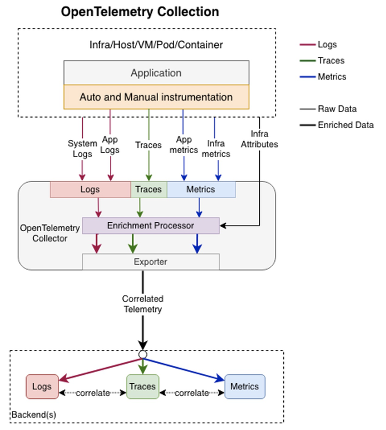 OpenTelemetry Collection
Infra/Host/VM/Pod/Container
Application
Auto and Manual instrumentation
Logs
Traces
Metrics
Raw Data
Enriched Data
System
Logs
App
Logs
Traces
App
metrics
Infra
metrics
Infra
Attributes
Logs
Traces
Metrics
OpenTelemetry
Collector
Enrichment Processor
Exporter
Correlated
Telemetry
Logs
correlate
Traces
correlate
Metrics
Backend(s)